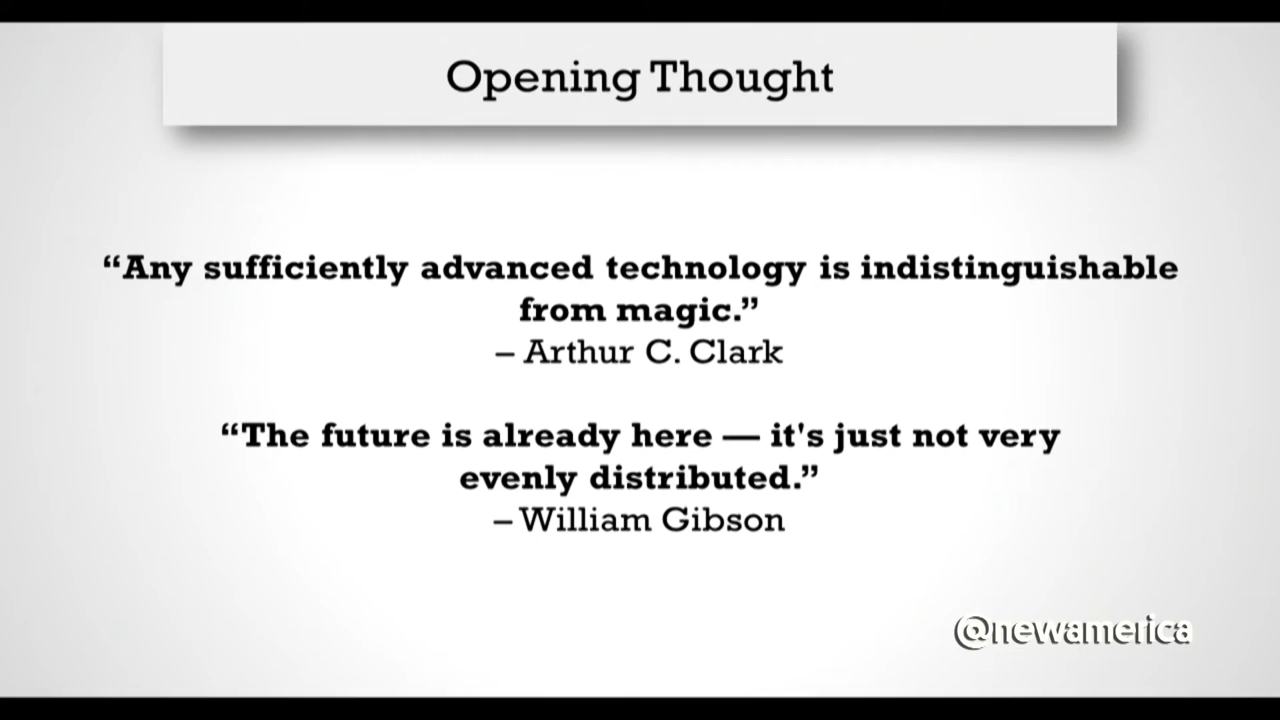 Opening Thought
“Any sufficiently advanced technology is indistinguishable
from magic.”
– Arthur C. Clark
“The future is already here — it's just not very
evenly distributed.”
– William Gibson
@newamerica